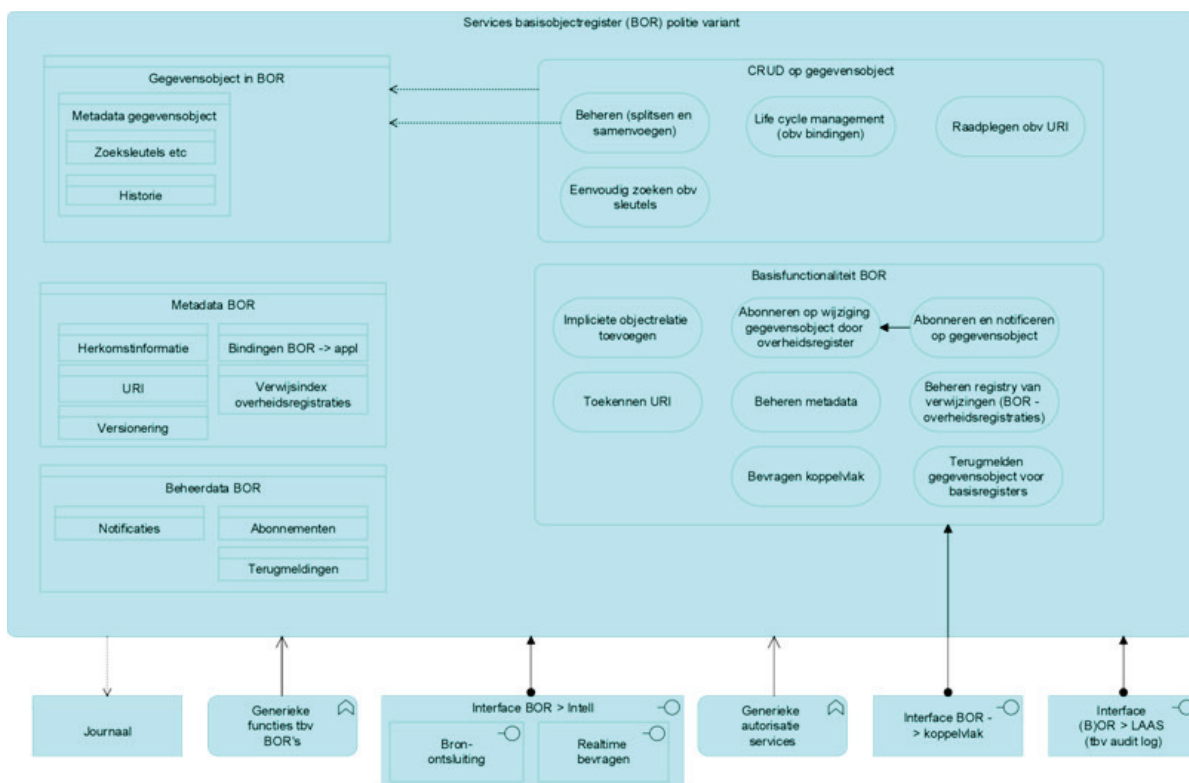 Services basisobjectregister (BOR) politie variant
Gegevensobject in BOR
Metadata gegevensobject
Zoeksleutels etc
Historie
CRUD op gegevensobject
Beheren (splitsen en
samenvoegen)
Life cycle management
(obv bindingen)
Raadplegen obv URI
Eenvoudig zoeken obv
sleutels
Metadata BOR
Herkomstinformatie
Bindingen BOR -> appl
URI
Verwijsindex
overheidsregistraties
Versionering
Basisfunctionaliteit BOR
Impliciete objectrelatie
toevoegen
Abonneren op wijziging
gegevensobject door
overheidsregister
Abonneren en notificeren
op gegevensobject
Toekennen URI
Beheren metadata
Beheren registry van
verwijzingen (BOR -
overheidsregistraties)
Bevragen koppelvlak
Terugmelden
gegevensobject voor
basisregisters
Beheerdata BOR
Notificaties
Abonnementen
Terugmeldingen
Journaal
Generieke
functies tbv
BOR's
Interface BOR > Intell
Bron-
ontsluiting
Realtime
bevragen
Generieke
autorisatie
services
Interface BOR -
> koppelvlak
Interface
(B)OR > LAAS
(tbv audit log)